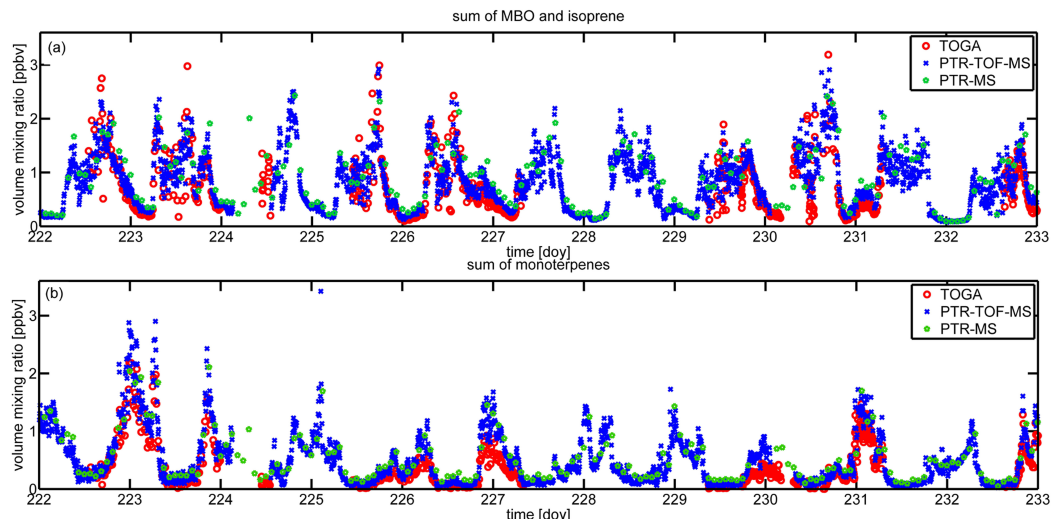 sum of MBO and isoprene
(a)
TOGA
PTR-TOF-MS
PTR-MS
volume mixing ratio [ppbv]
3
2
1
0
222 223 224 225 226 227 228 229 230 231 232 233
time [doy]
sum of monoterpenes
(b)
TOGA
PTR-TOF-MS
PTR-MS
volume mixing ratio [ppbv]
3
2
1
0
222 223 224 225 226 227 228 229 230 231 232 233
time [doy]